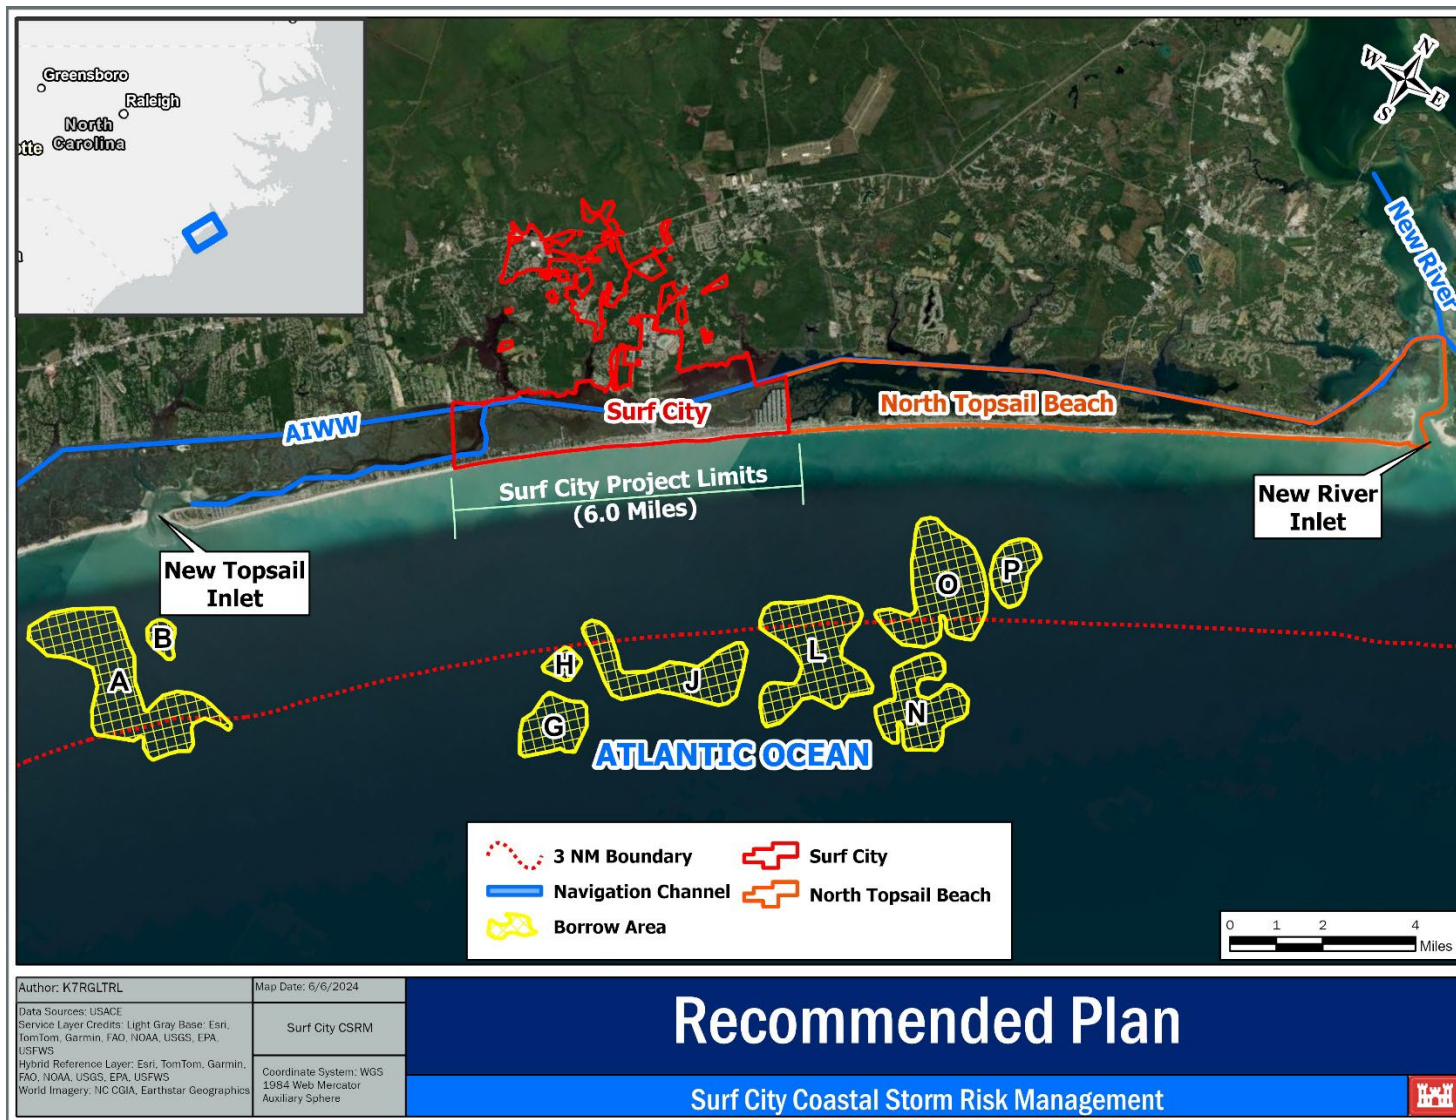 Greensboro
Raleigh
North
Carolina
otte
N
W
E
S
New River
AIWW
Surf City
North Topsail Beach
Surf City Project Limits
(6.0 Miles)
New River
Inlet
New Topsail
Inlet
A
B
H
G
J
L
O
P
N
ATLANTIC OCEAN
3 NM Boundary
Navigation Channel
Borrow Area
Surf City
North Topsail Beach
0 1 2 4
Miles
Author: K7RGLTRL
Map Date: 6/6/2024
Data Sources: USACE
Service Layer Credits: Light Gray Base: Esri,
TomTom, Garmin, FAO, NOAA, USGS, EPA,
USFWS
Hybrid Reference Layer: Esri, TomTom, Garmin,
FAO, NOAA, USGS, EPA, USFWS
World Imagery: NC CGIA, Earthstar Geographics
Surf City CSRM
Coordinate System: WGS
1984 Web Mercator
Auxiliary Sphere
Recommended Plan
Surf City Coastal Storm Risk Management